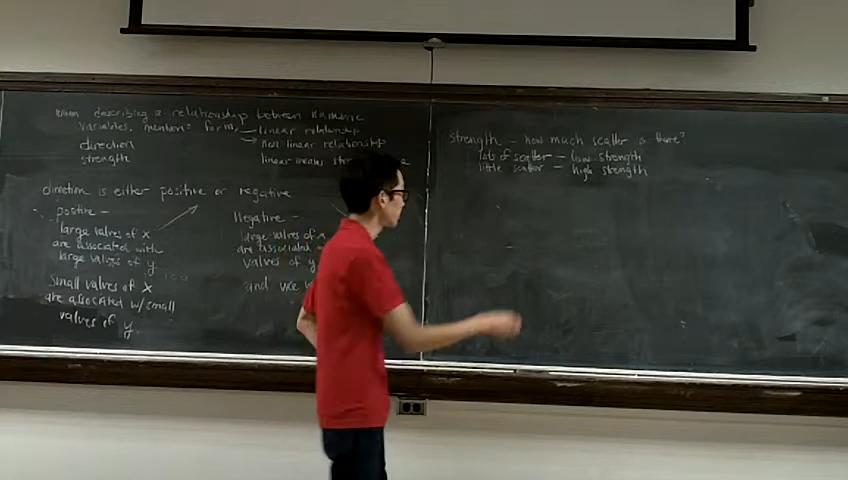 When describing a relationship between numeric
variables, mention: form, linear relationship
non linear relationship
direction
strength
linear means
direction is either positive or negative
positive -
large values of x
are associated with
large values of y
small values of x
are associated w/ small
values of y
Negative -
large values of
are associated
values of y
and vice
strength - how much scatter is there?
lots of scatter - low strength
little scatter - high strength